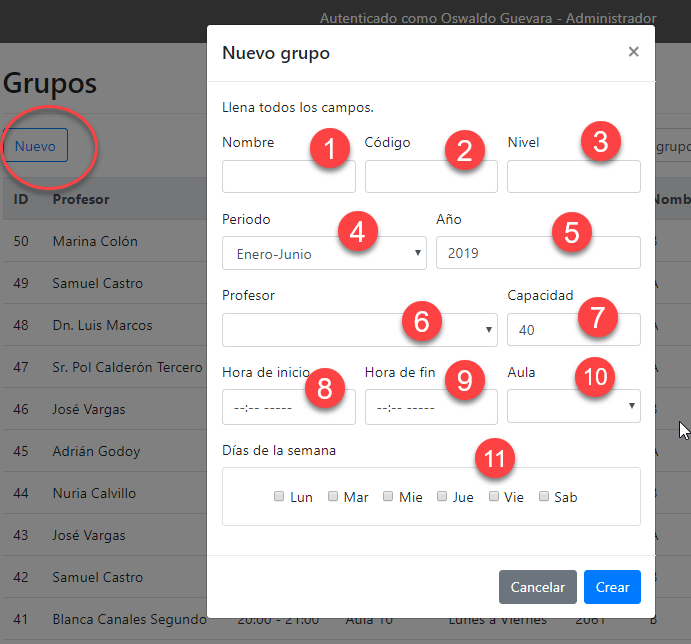 Autenticado como Oswaldo Guevara - Administrador
Grupos
Nuevo
grupo
ID Profesor
50 Marina Colón
49 Samuel Castro
48 Dn. Luis Marcos
47 Sr. Pol Calderón Tercero
46 José Vargas
45 Adrián Godoy
44 Nuria Calvillo
43 José Vargas
42 Samuel Castro
41 Blanca Canales Segundo 20:00 - 21:00 Aula 10 Lunes a Viernes 2061 B
Nuevo grupo ×
Llena todos los campos.
Nombre 1 Código 2 Nivel 3
Periodo 4 Año 5
Enero-Junio 2019
Profesor 6 Capacidad 7
40
Hora de inicio 8 Hora de fin 9 Aula 10
--:-- ----- --:-- -----
Días de la semana 11
Lun Mar Mie Jue Vie Sab
Cancelar Crear